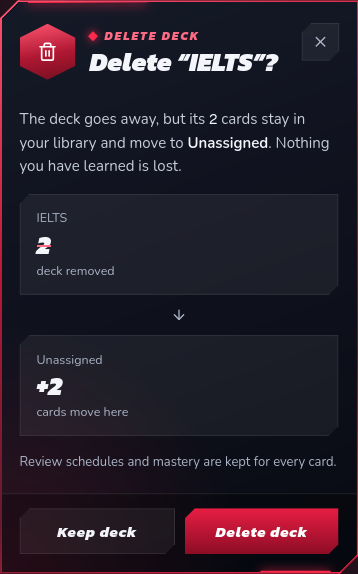 DELETE DECK
Delete “IELTS”?
The deck goes away, but its 2 cards stay in
your library and move to Unassigned. Nothing
you have learned is lost.
IELTS
2
deck removed
Unassigned
+2
cards move here
Review schedules and mastery are kept for every card.
Keep deck
Delete deck